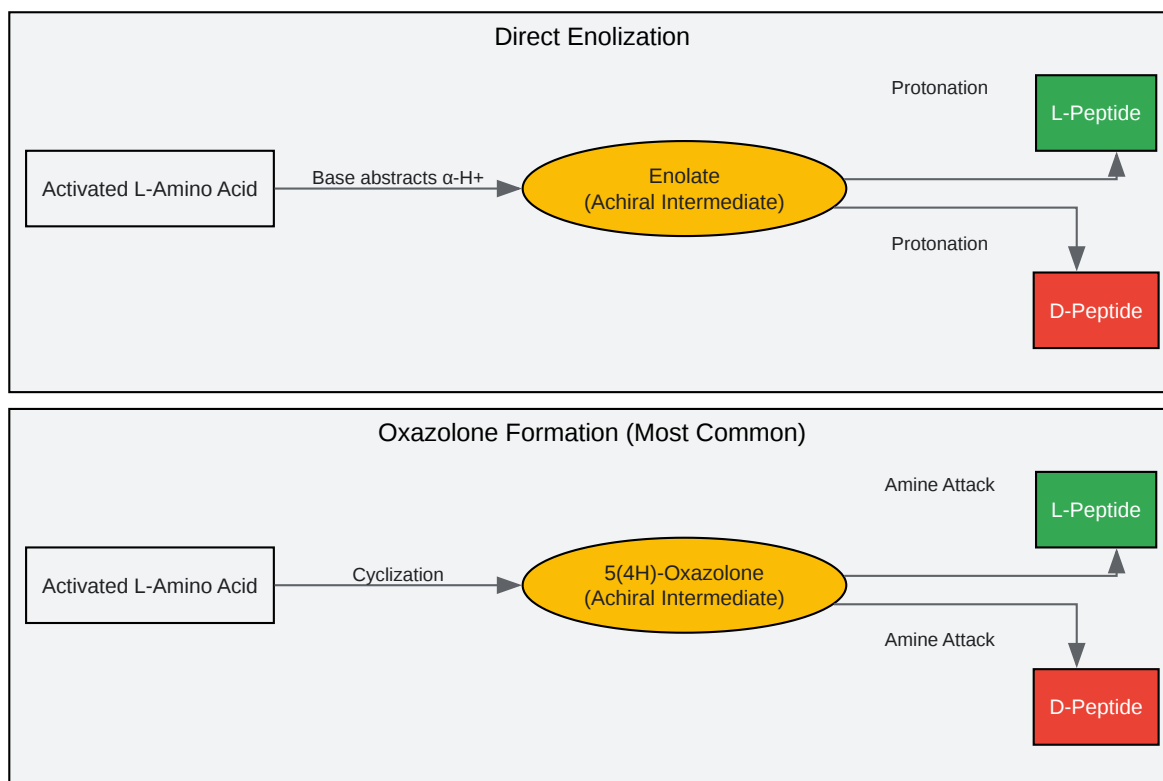 Direct Enolization
Protonation
L-Peptide
Activated L-Amino Acid
Base abstracts α-H+
Enolate
(Achiral Intermediate)
Protonation
D-Peptide
Oxazolone Formation (Most Common)
Amine Attack
L-Peptide
Activated L-Amino Acid
Cyclization
5(4H)-Oxazolone
(Achiral Intermediate)
Amine Attack
D-Peptide